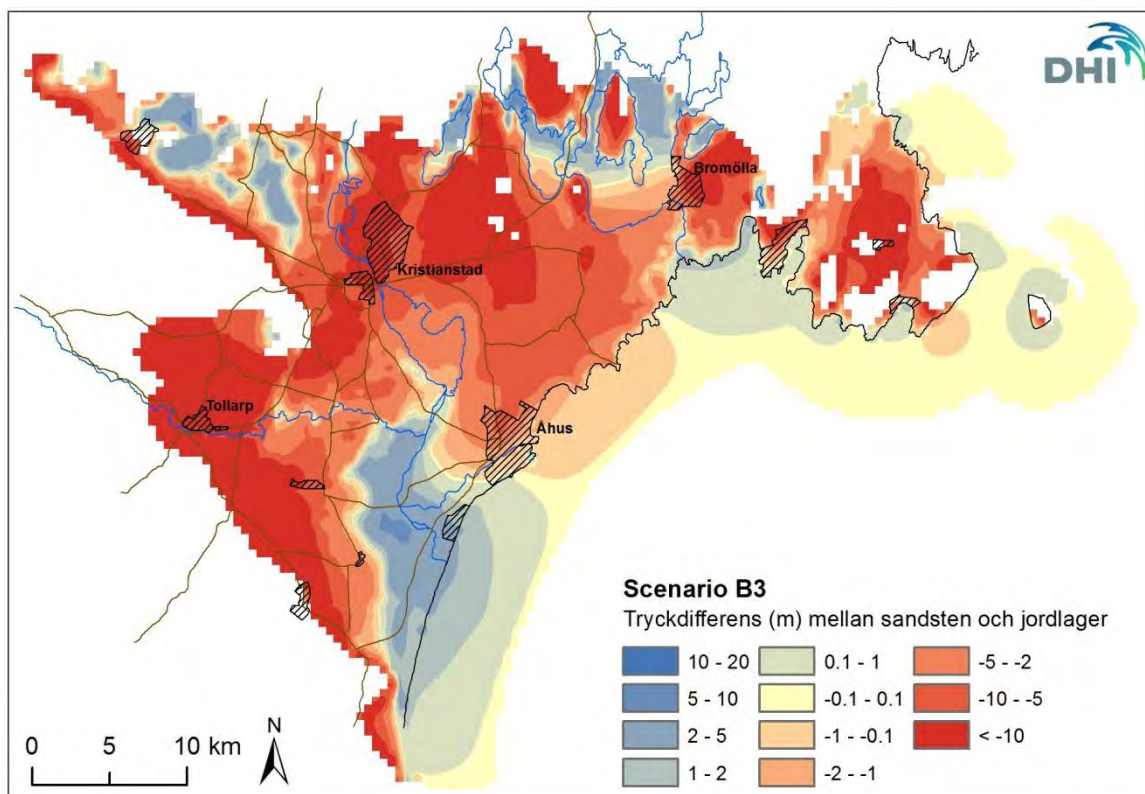 DHI
Bromölla
Kristianstad
Tollarp
Åhus
Scenario B3
Tryckdifferens (m) mellan sandsten och jordlager
10 - 20
5 - 10
2 - 5
1 - 2
0.1 - 1
-0.1 - 0.1
-1 - -0.1
-2 - -1
-5 - -2
-10 - -5
< -10
N
0 5 10 km